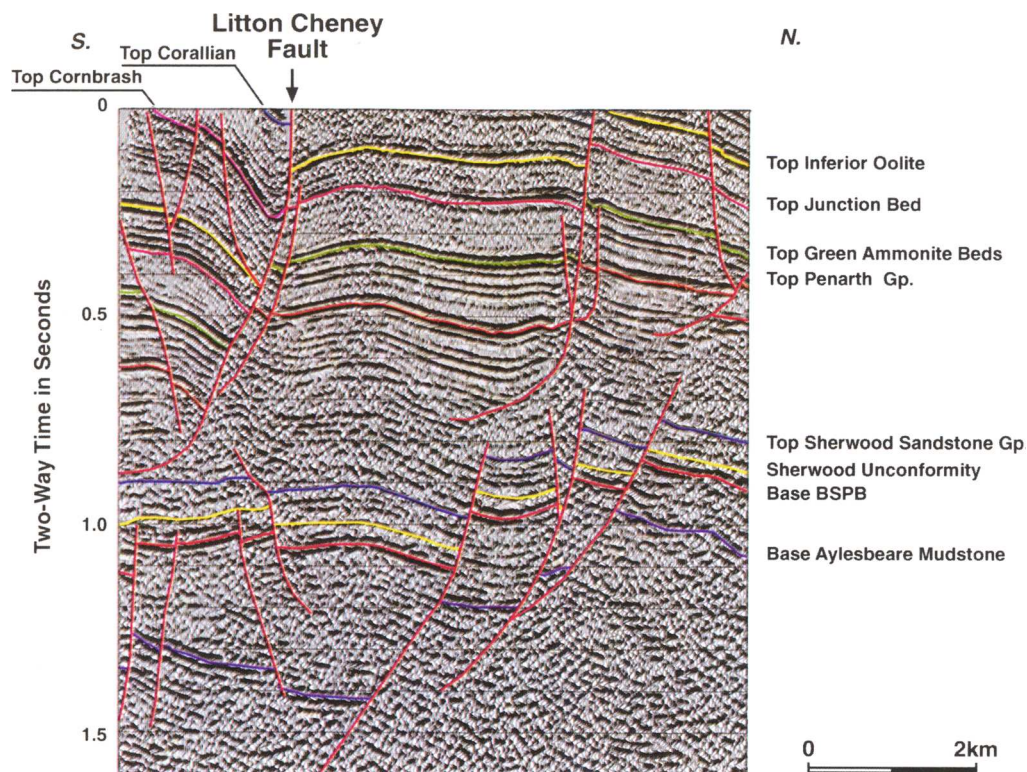 Litton Cheney
Fault
S.
N.
Top Corallian
Top Cornbrash
0
Top Inferior Oolite
Top Junction Bed
Top Green Ammonite Beds
Top Penarth Gp.
0.5
Two-Way Time in Seconds
Top Sherwood Sandstone Gp.
Sherwood Unconformity
Base BSPB
1.0
Base Aylesbeare Mudstone
1.5
0
2km